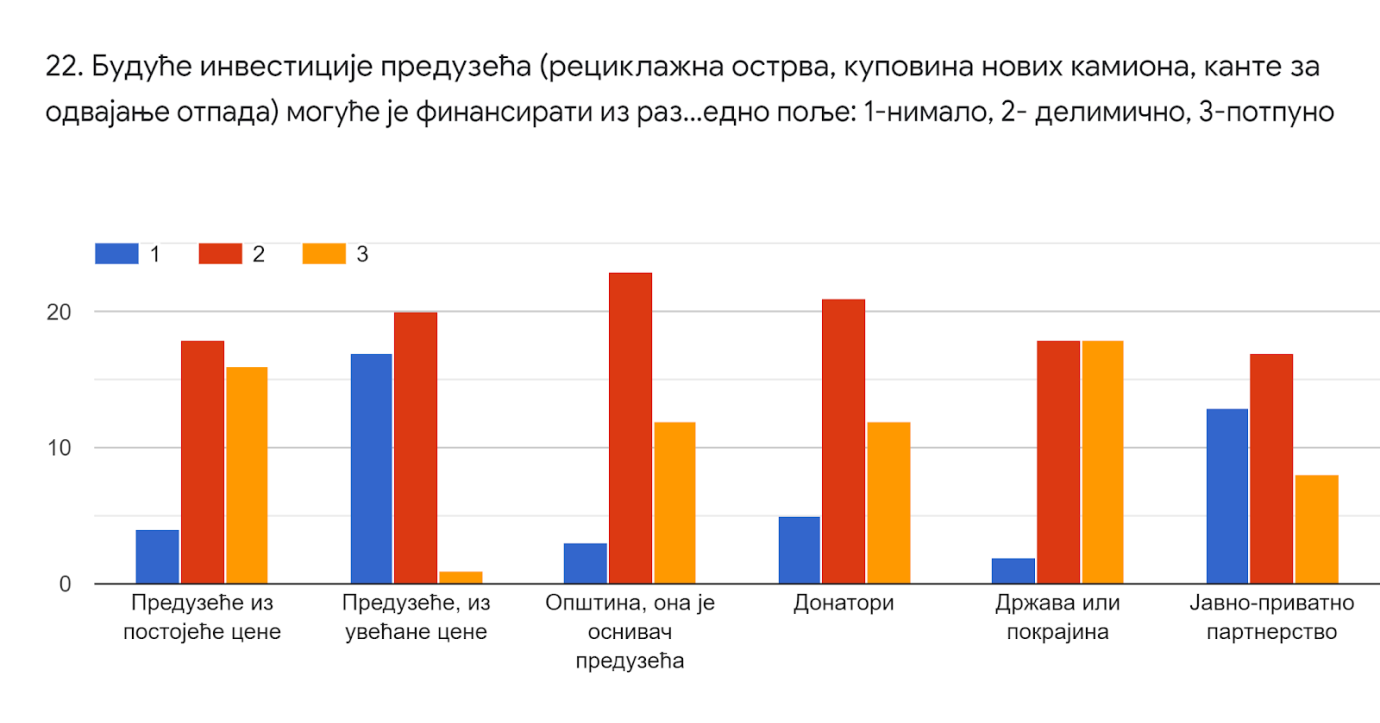 22. Будуће инвестиције предузећа (рециклажна острва, куповина нових камиона, канте за
одвајање отпада) могуће је финансирати из раз...едно поље: 1-нимало, 2- делимично, 3-потпуно
1 2 3
20
10
0
Предузеће из
постојеће цене
Предузеће, из
увећане цене
Општина, она је
оснивач
предузећа
Донатори
Држава или
покрајина
Јавно-приватно
партнерство